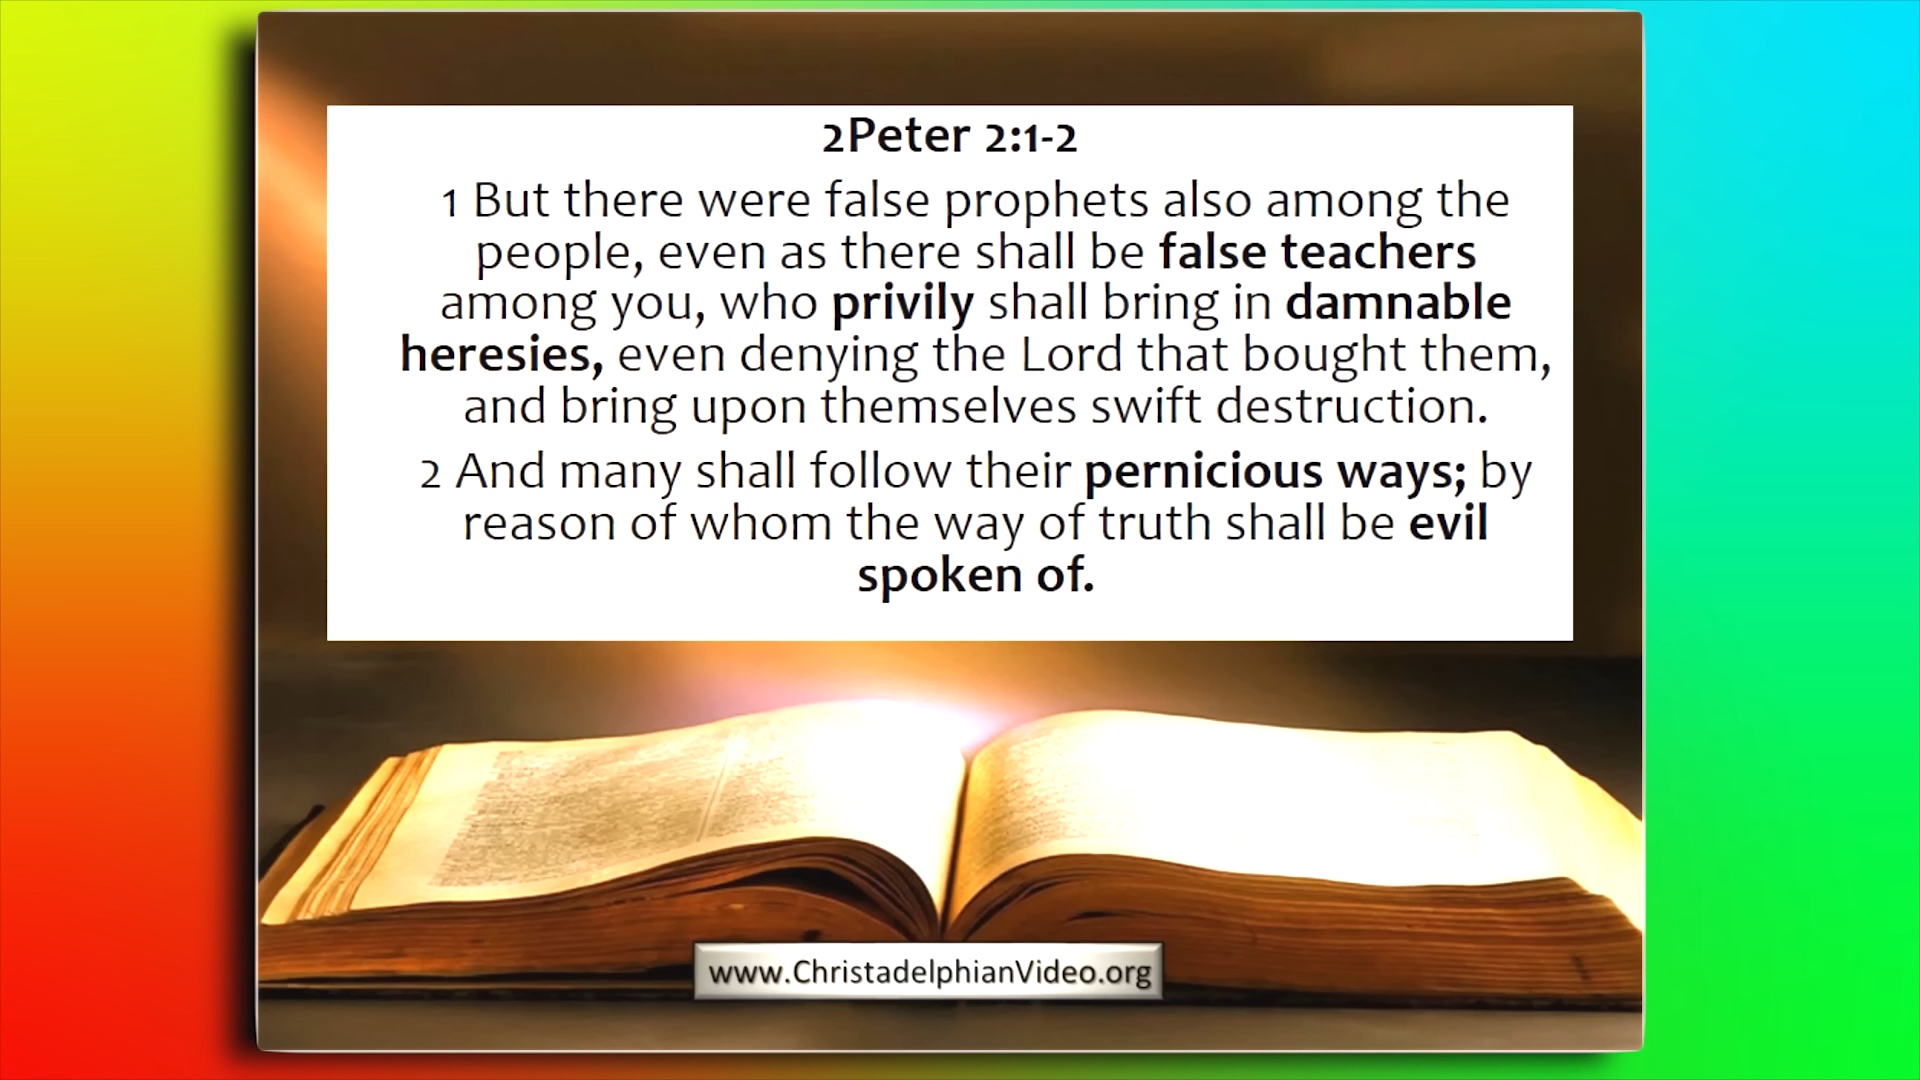 2Peter 2:1-2
1 But there were false prophets also among the
people, even as there shall be false teachers
among you, who privily shall bring in damnable
heresies, even denying the Lord that bought them,
and bring upon themselves swift destruction.
2 And many shall follow their pernicious ways; by
reason of whom the way of truth shall be evil
spoken of.
www.ChristadelphianVideo.org